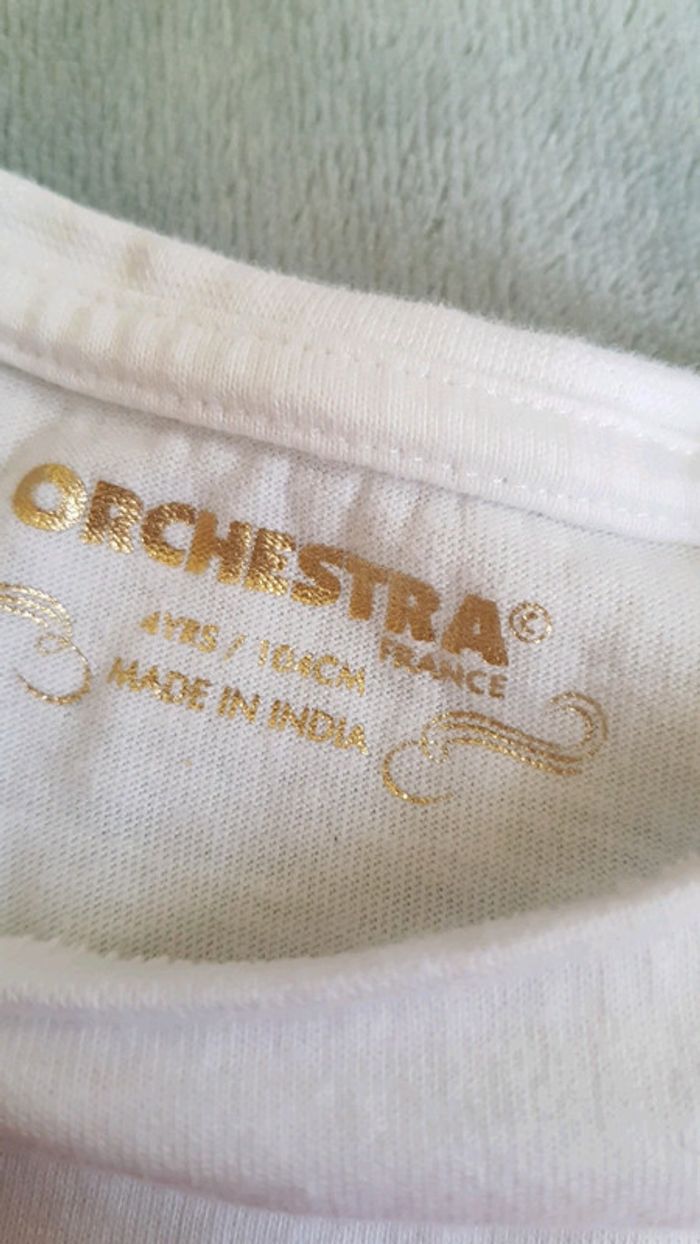 ORCHESTRA©
FRANCE
4YRS / 104CM
MADE IN INDIA